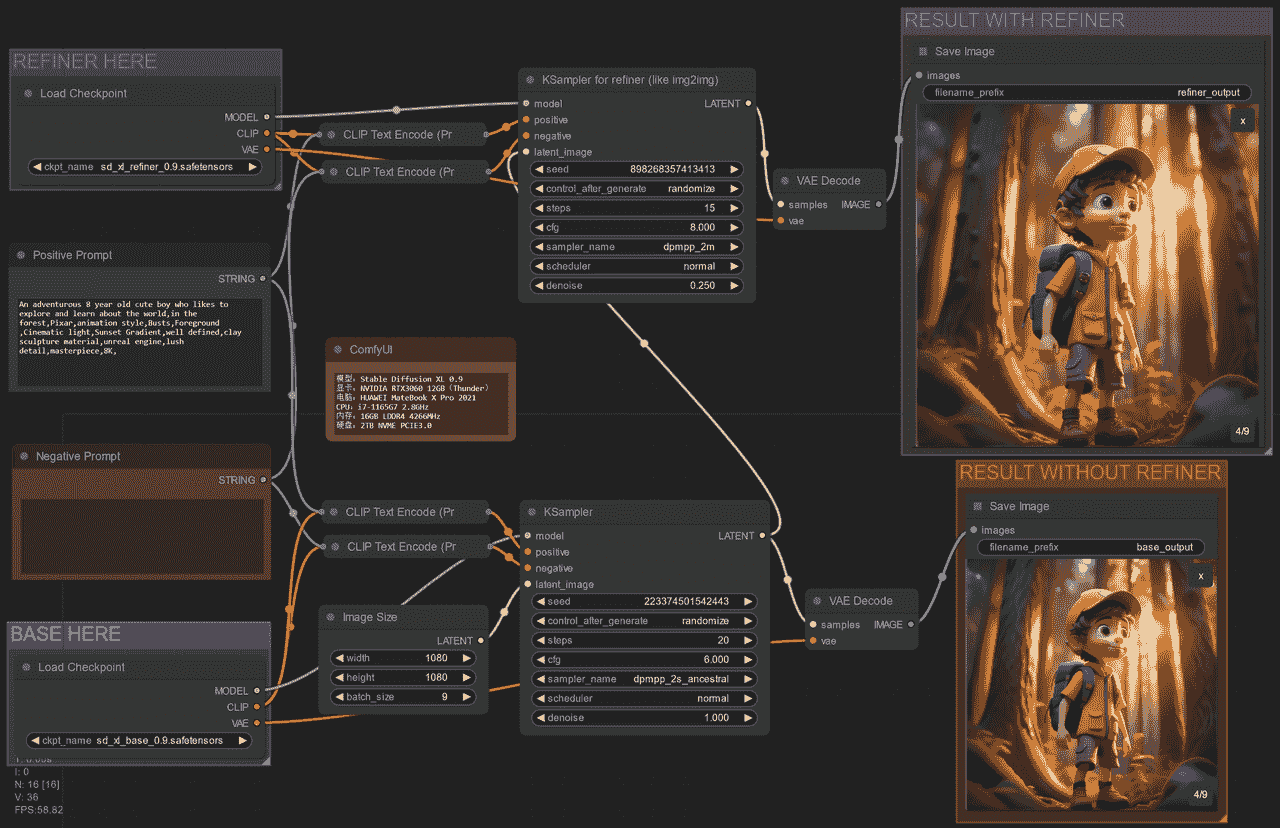 REFINER HERE
Load Checkpoint
MODEL
CLIP
VAE
ckpt_name sd_xl_refiner_0.9.safetensors
Positive Prompt
STRING
An adventurous 8 year old cute boy who likes to
explore and learn about the world,in the
forest,Pixar,animation style,Busts,Foreground
,Cinematic light,Sunset Gradient,well defined,clay
sculpture material,unreal engine,lush
detail,masterpiece,8K,
Negative Prompt
STRING
BASE HERE
Load Checkpoint
MODEL
CLIP
VAE
ckpt_name sd_xl_base_0.9.safetensors
I: 0
N: 16 [16]
V: 36
FPS:58.82
CLIP Text Encode (Pr
CLIP Text Encode (Pr
ComfyUI
模型: Stable Diffusion XL 0.9
显卡: NVIDIA RTX3060 12GB (Thunder)
电脑: HUAWEI MateBook X Pro 2021
CPU: i7-1165G7 2.8GHz
内存: 16GB LDDR4 4266MHz
硬盘: 2TB NVME PCIE3.0
CLIP Text Encode (Pr
CLIP Text Encode (Pr
Image Size
LATENT
width 1080
height 1080
batch_size 9
KSampler for refiner (like img2img)
model LATENT
positive
negative
latent_image
seed 898268357413413
control_after_generate randomize
steps 15
cfg 8.000
sampler_name dpmpp_2m
scheduler normal
denoise 0.250
KSampler
model LATENT
positive
negative
latent_image
seed 223374501542443
control_after_generate randomize
steps 20
cfg 6.000
sampler_name dpmpp_2s_ancestral
scheduler normal
denoise 1.000
VAE Decode
samples IMAGE
vae
VAE Decode
samples IMAGE
vae
RESULT WITH REFINER
Save Image
images
filename_prefix refiner_output
x
4/9
RESULT WITHOUT REFINER
Save Image
images
filename_prefix base_output
x
4/9